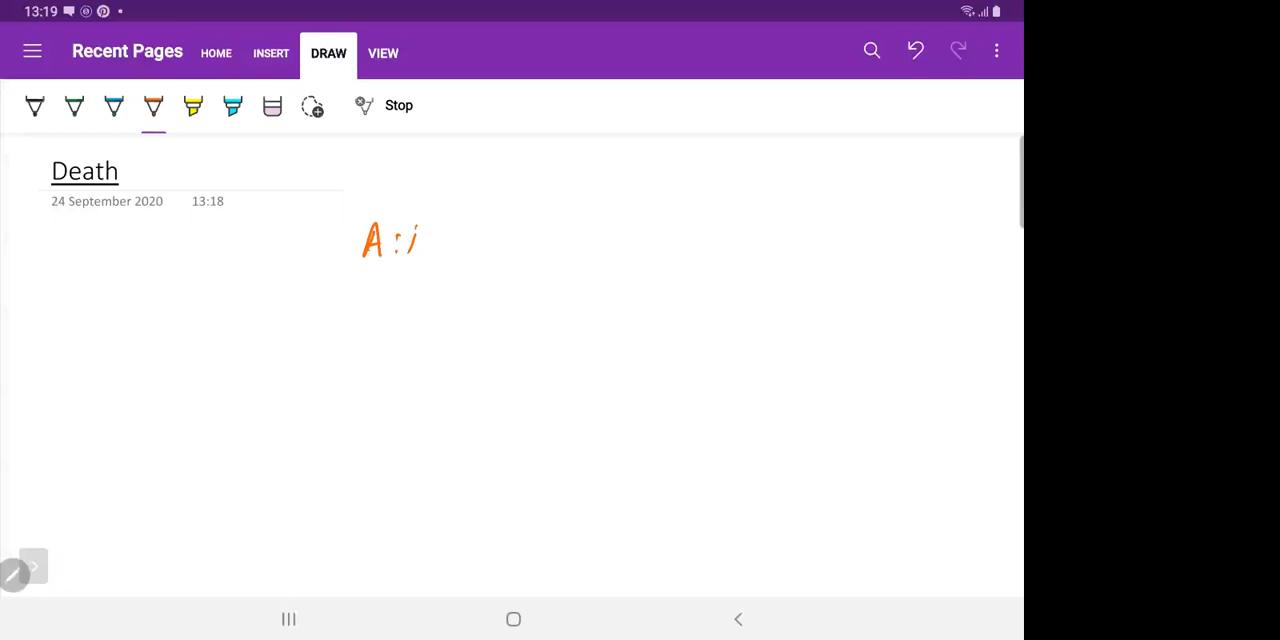 13:19
Recent Pages HOME INSERT DRAW VIEW
Stop
Death
24 September 2020 13:18
A : i